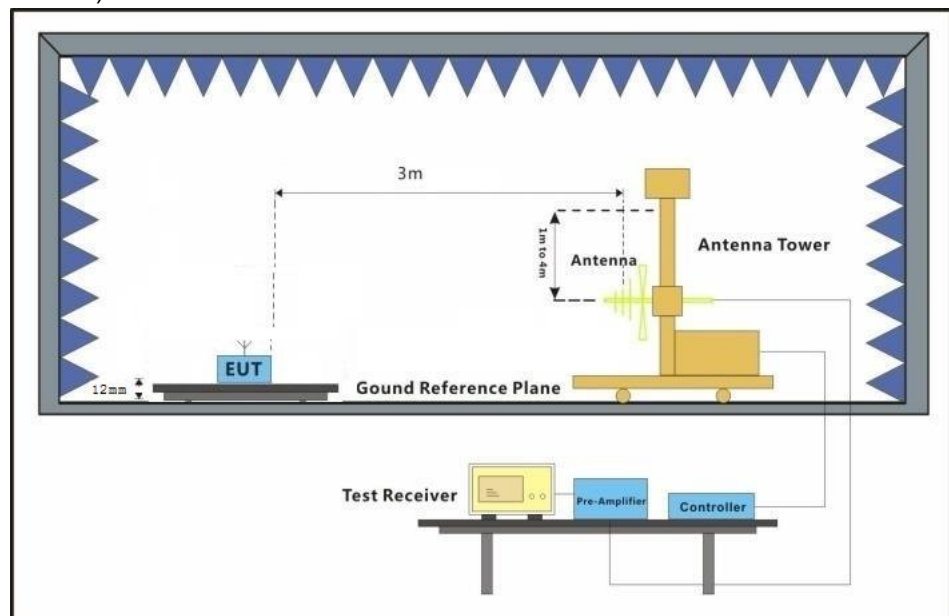 3m
1m to 4m
Antenna
Antenna Tower
EUT
12mm
Gound Reference Plane
Test Receiver
Pre-Amplifier
Controller